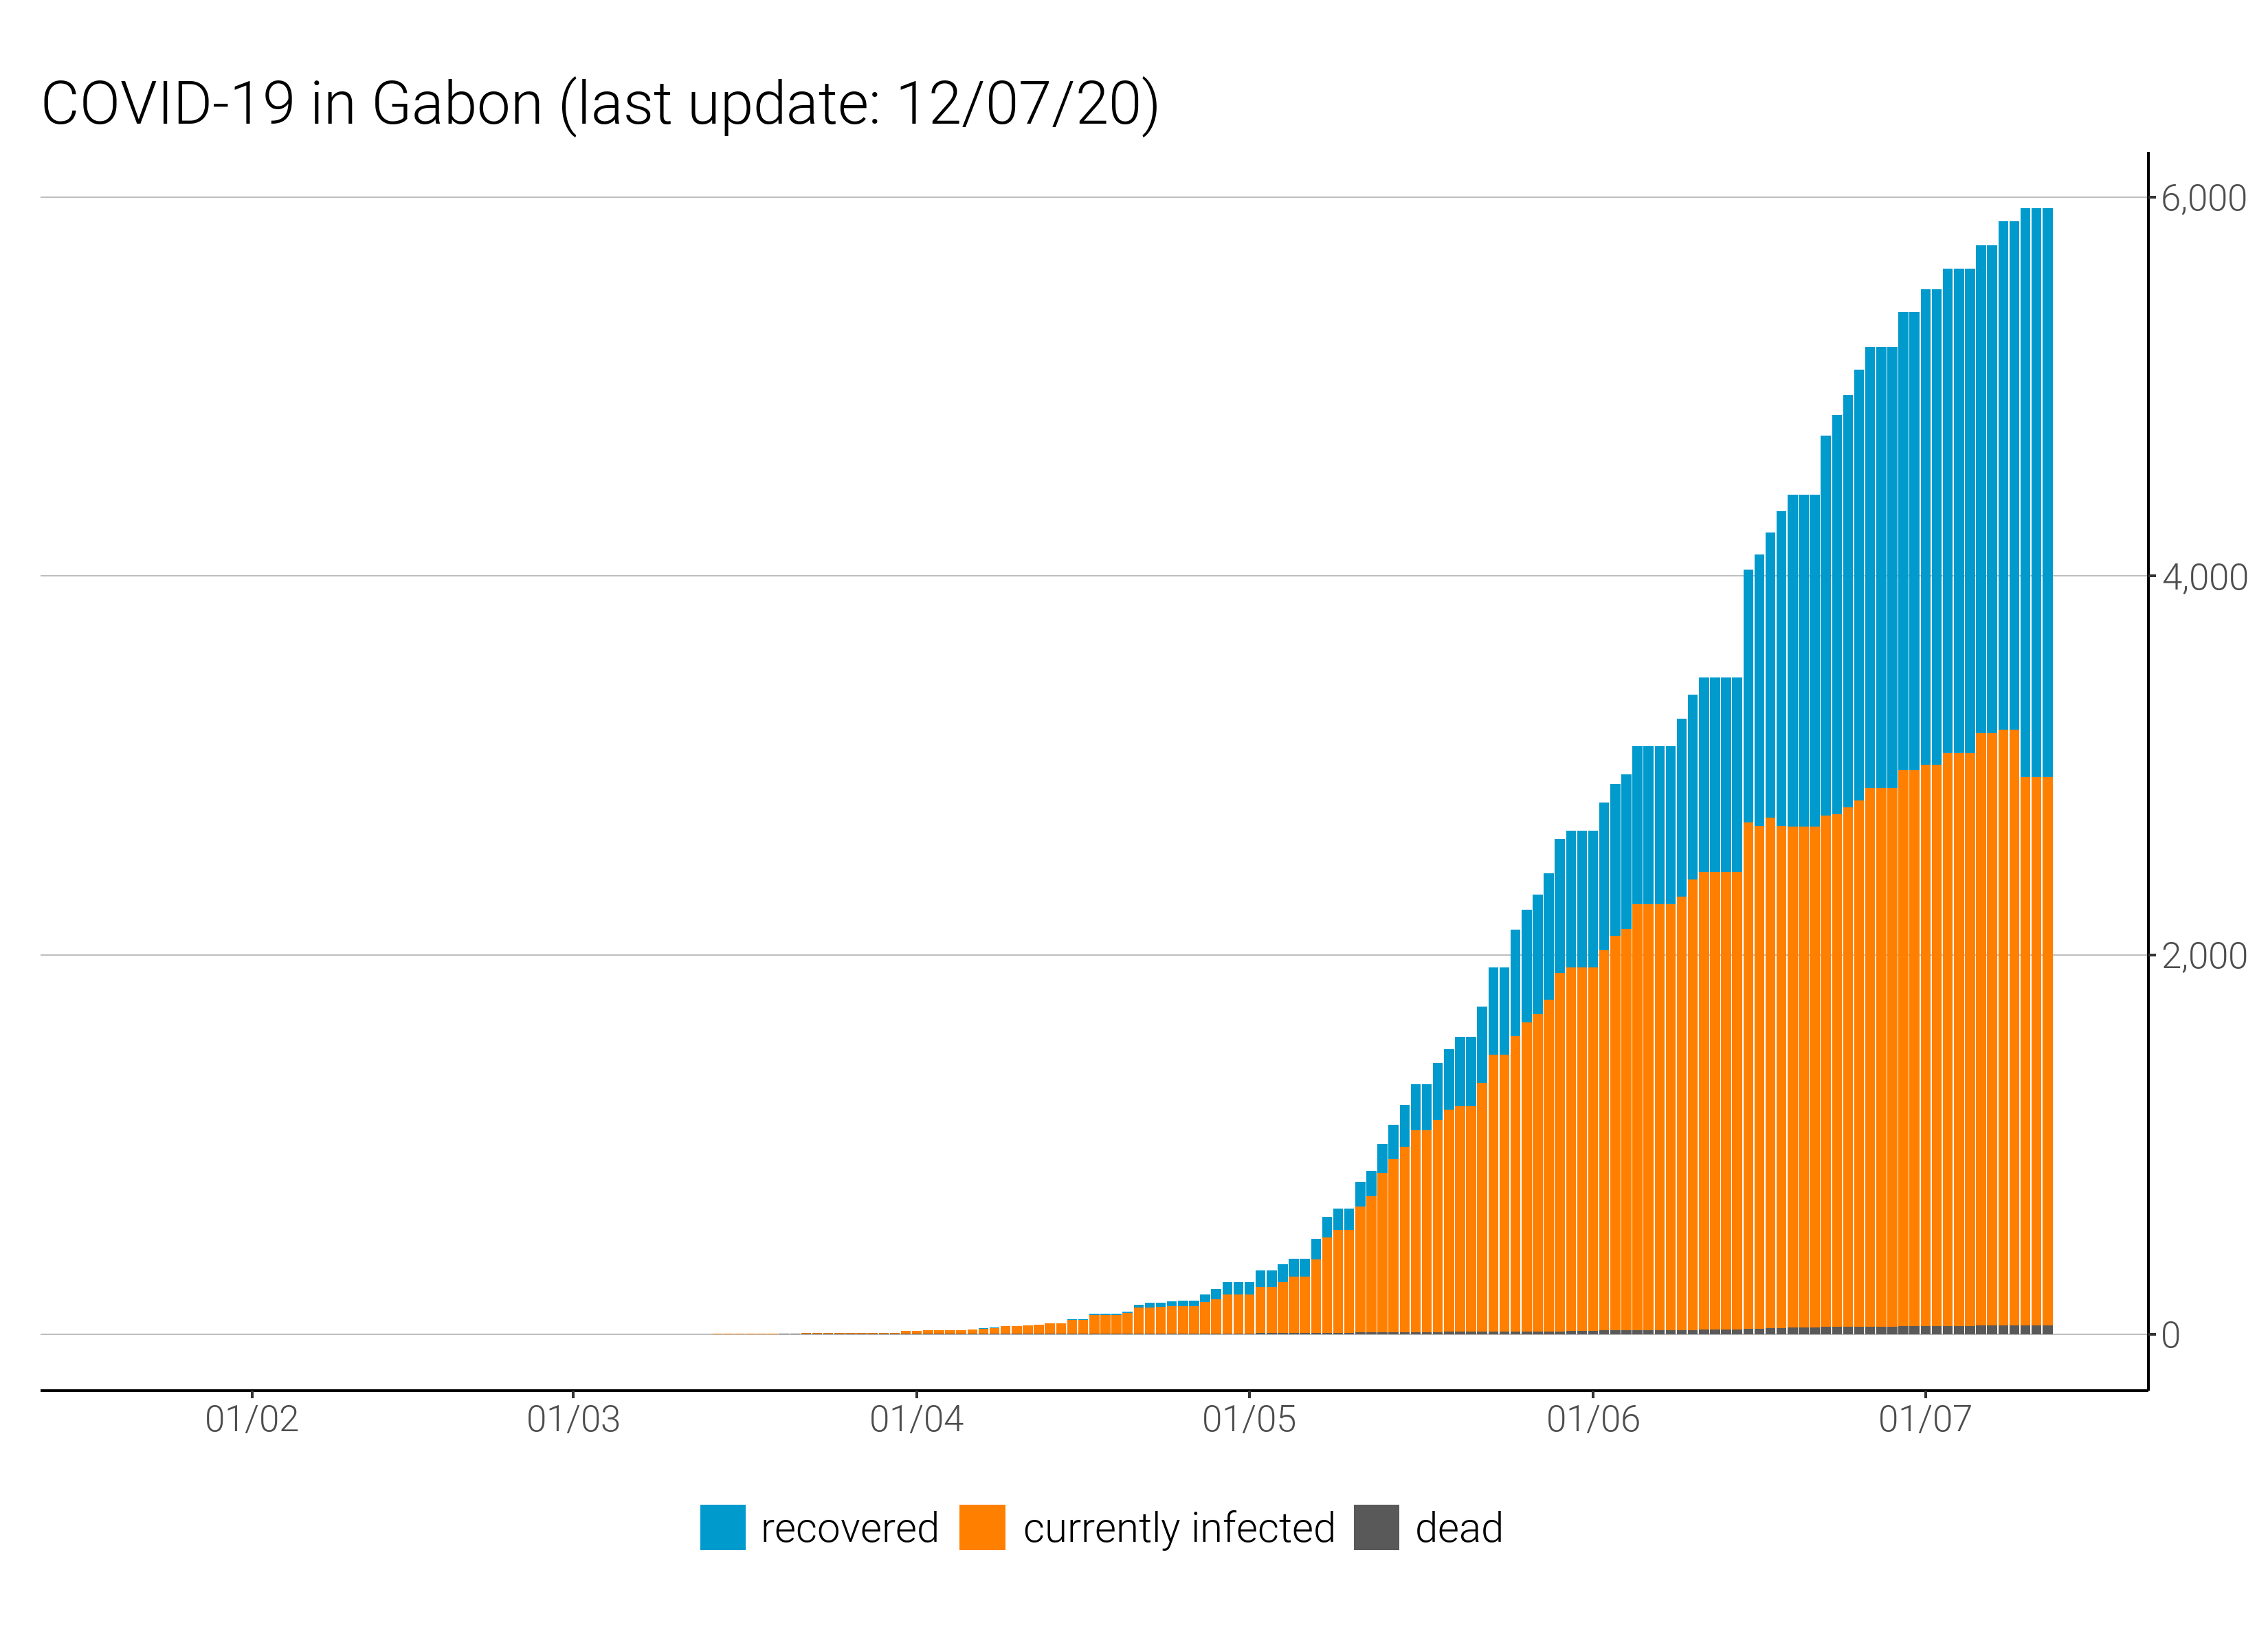 COVID-19 in Gabon (last update: 12/07/20)
6,000
4,000
2,000
0
01/02 01/03 01/04 01/05 01/06 01/07
recovered currently infected dead